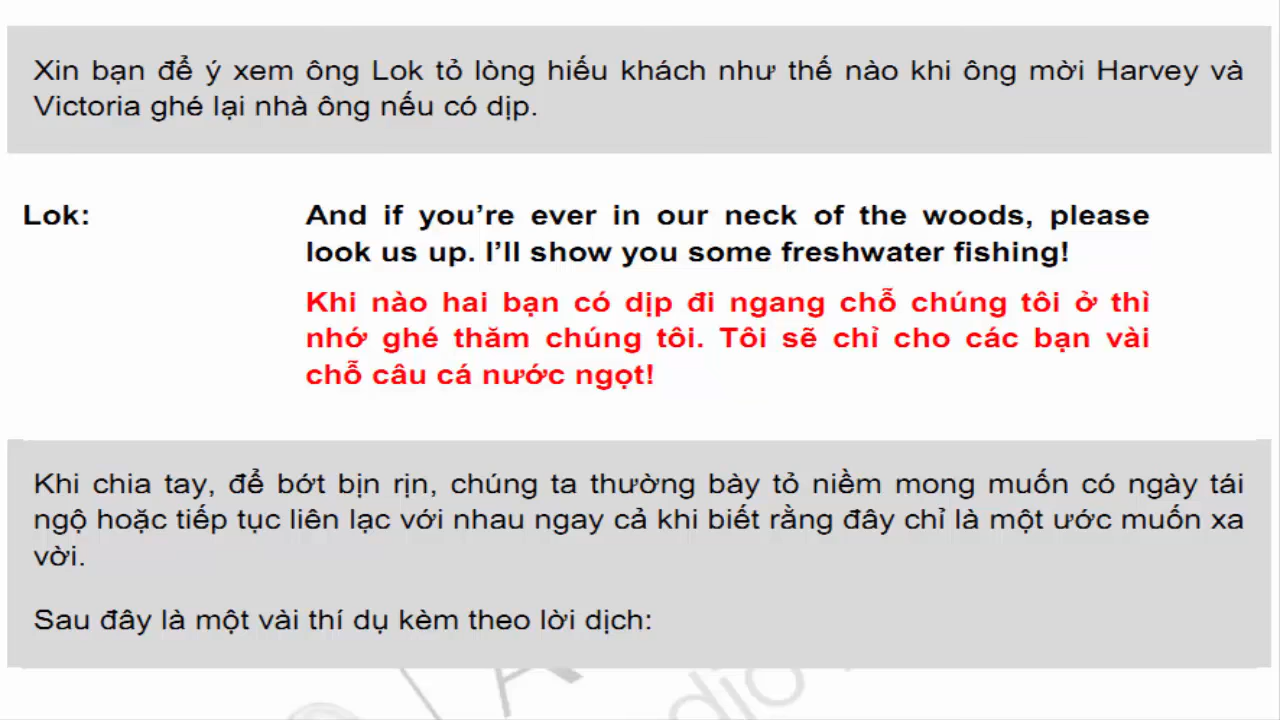 Xin bạn để ý xem ông Lok tỏ lòng hiếu khách như thế nào khi ông mời Harvey và
Victoria ghé lại nhà ông nếu có dịp.
Lok: And if you’re ever in our neck of the woods, please
look us up. I’ll show you some freshwater fishing!
Khi nào hai bạn có dịp đi ngang chỗ chúng tôi ở thì
nhớ ghé thăm chúng tôi. Tôi sẽ chỉ cho các bạn vài
chỗ câu cá nước ngọt!
Khi chia tay, để bớt bịn rịn, chúng ta thường bày tỏ niềm mong muốn có ngày tái
ngộ hoặc tiếp tục liên lạc với nhau ngay cả khi biết rằng đây chỉ là một ước muốn xa
vời.
Sau đây là một vài thí dụ kèm theo lời dịch: